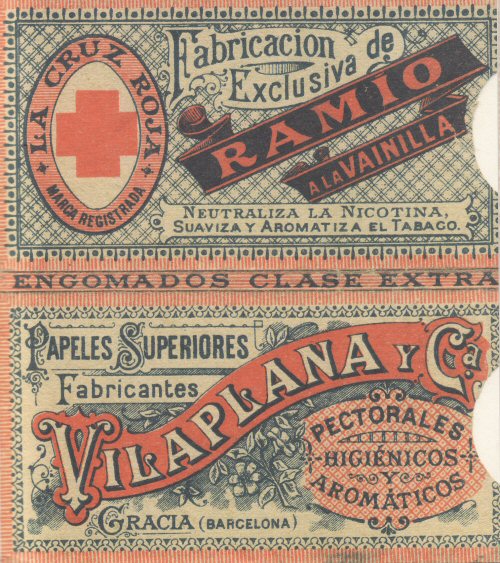 LA CRUZ ROJA
MARCA REGISTRADA
Fabricacion
Exclusiva de
RAMIO
A LA VAINILLA
NEUTRALIZA LA NICOTINA,
SUAVIZA Y AROMATIZA EL TABACO.
ENGOMADOS CLASE EXTRA
PAPELES SUPERIORES
Fabricantes
VILAPLANA Y Ca
PECTORALES
HIGIÉNICOS
Y
AROMÁTICOS
GRACIA (BARCELONA)